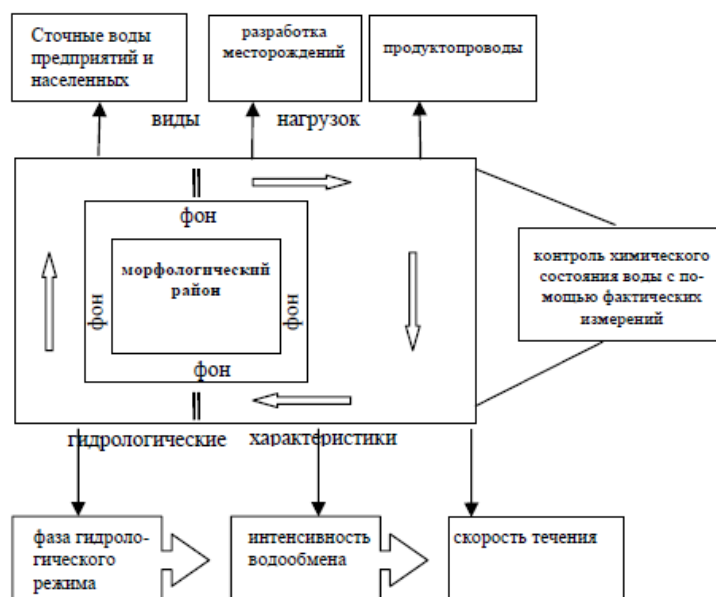 Сточные воды
предприятий и
населенных
разработка
месторождений
продуктопроводы
виды
нагрузок
фон
морфологический
район
фон
фон
фон
контроль химического
состояния воды с по-
мощью фактических
измерений
гидрологические
характеристики
фаза гидроло-
гического
режима
интенсивность
водообмена
скорость течения